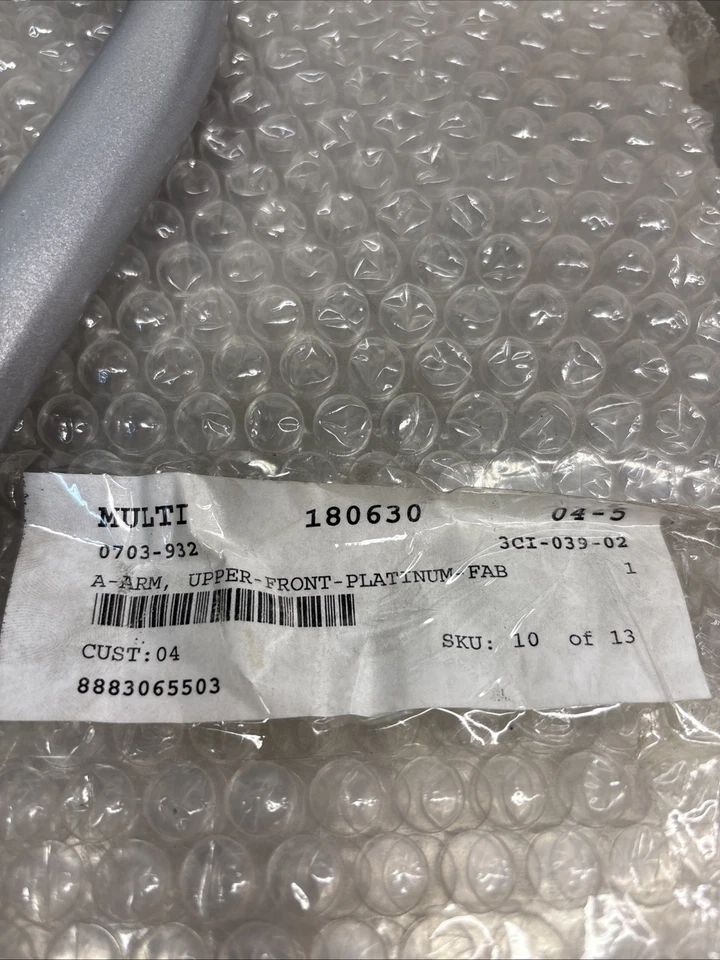 MULTI 180630 04-5
0703-932 3CI-039-02
A-ARM, UPPER-FRONT-PLATINUM-FAB 1
CUST:04 SKU: 10 of 13
8883065503